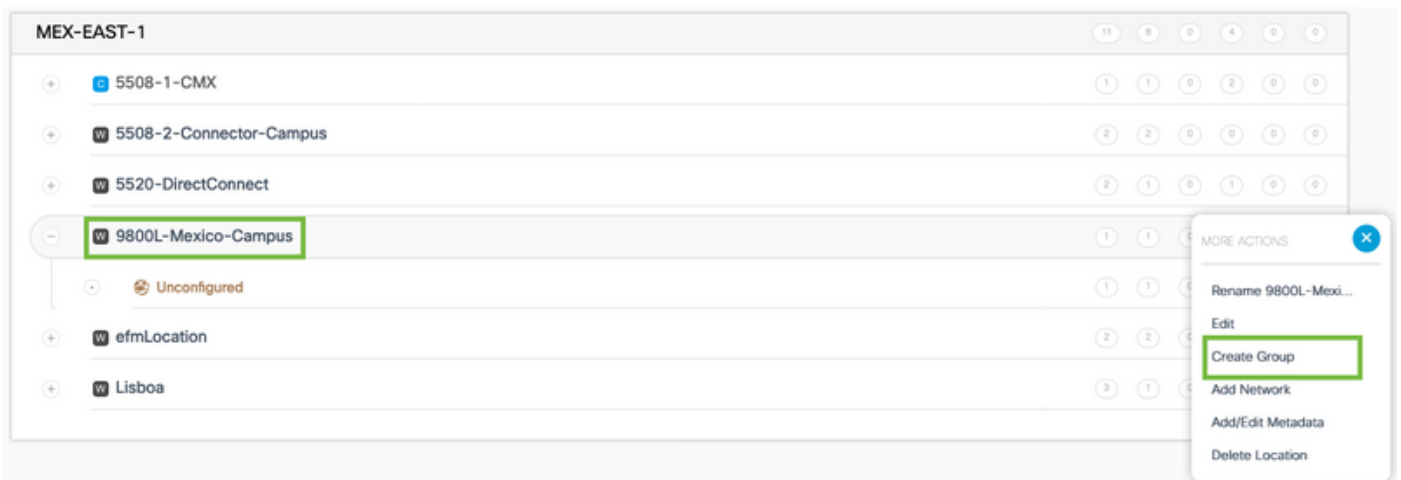 MEX-EAST-1 11 8 0 4 0 0
+ C 5508-1-CMX 1 1 0 2 0 0
+ W 5508-2-Connector-Campus 2 2 0 0 0 0
+ W 5520-DirectConnect 2 1 0 1 0 0
- W 9800L-Mexico-Campus 1 1
MORE ACTIONS ×
Unconfigured 1 1
Rename 9800L-Mexi...
Edit
+ W efmLocation 2 2
Create Group
+ W Lisboa 3 1
Add Network
Add/Edit Metadata
Delete Location